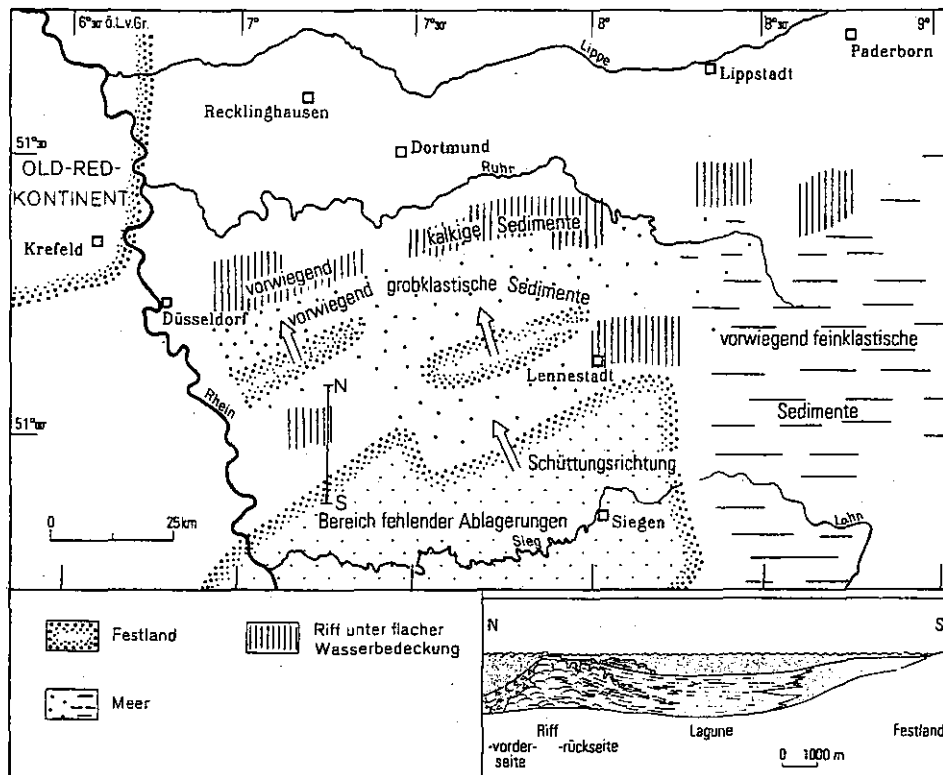 6° 30' ö.L.v.Gr.
7°
7° 30'
8°
8° 30'
9°
Lippe
Paderborn
Lippstadt
Recklinghausen
51° 30'
Dortmund
OLD-RED-
KONTINENT
Ruhr
kalkige Sedimente
Krefeld
vorwiegend
vorwiegend grobklastische Sedimente
Düsseldorf
vorwiegend feinklastische
Lennestadt
Rhein
N
Sedimente
51° 00'
Schüttungsrichtung
S
0 25km
Bereich fehlender Ablagerungen
Siegen
Sieg
Lahn
7°
8°
9°
Festland
Riff unter flacher
Wasserbedeckung
Meer
N
S
Riff
Lagune
Festland
-vorder-
seite
-rückseite
0 1000 m